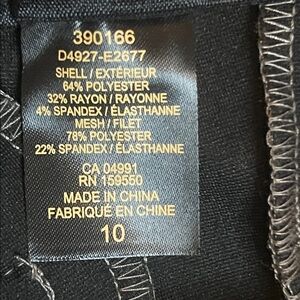 390166
D4927-E2677
SHELL / EXTÉRIEUR
64% POLYESTER
32% RAYON / RAYONNE
4% SPANDEX / ÉLASTHANNE
MESH / FILET
78% POLYESTER
22% SPANDEX / ÉLASTHANNE
CA 04991
RN 159550
MADE IN CHINA
FABRIQUÉ EN CHINE
10